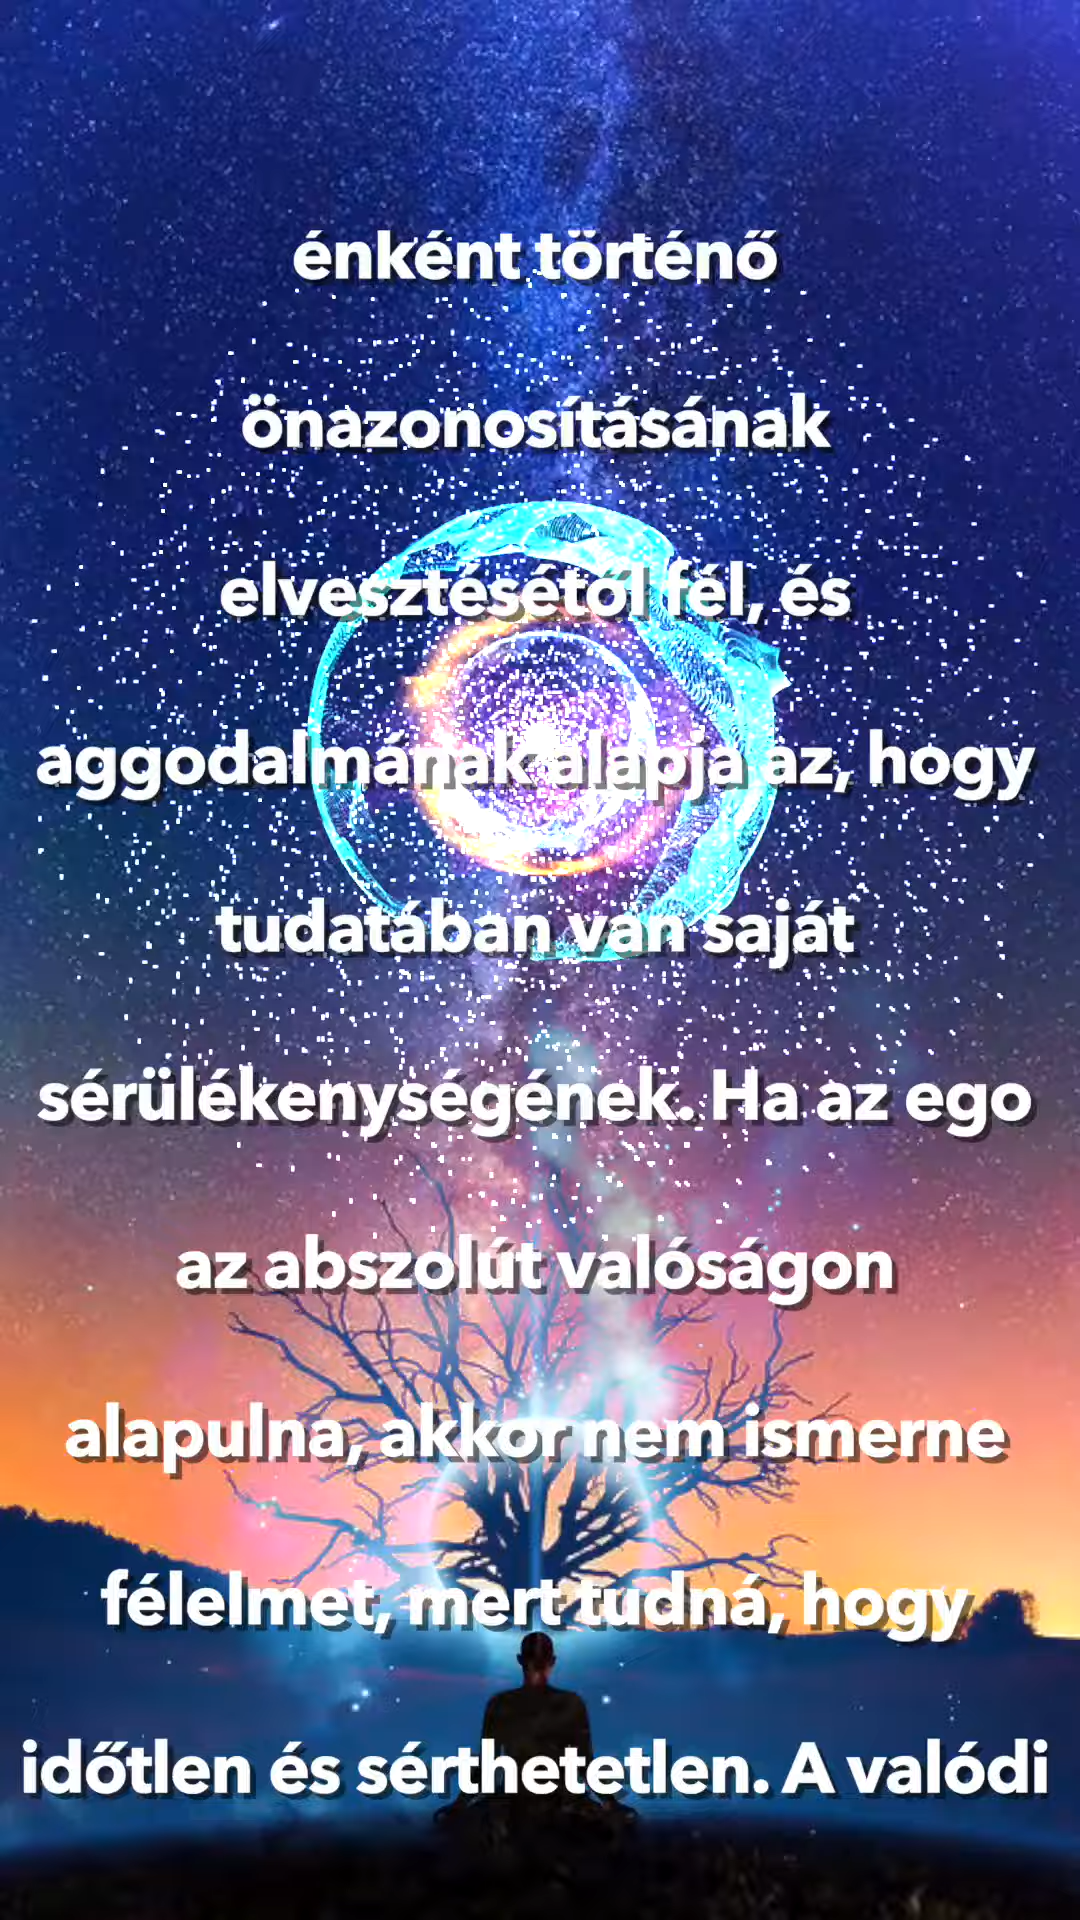 énként történő
önazonosításának
elvesztésétől fél, és
aggodalmának alapja az, hogy
tudatában van saját
sérülékenységének. Ha az ego
az abszolút valóságon
alapulna, akkor nem ismerne
félelmet, mert tudná, hogy
időtlen és sérthetetlen. A valódi